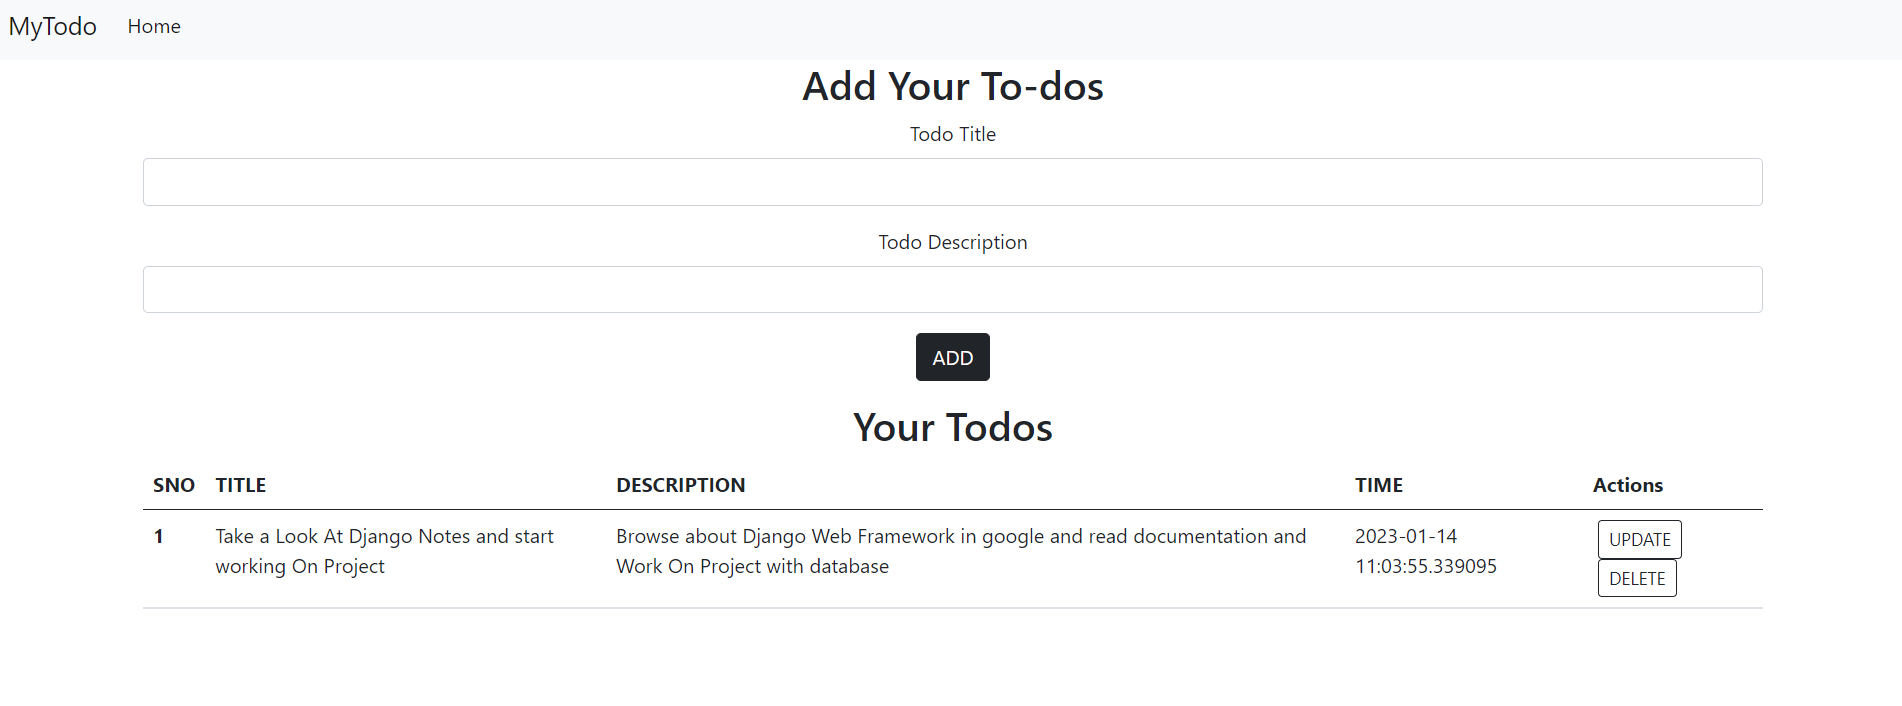 MyTodo Home
Add Your To-dos
Todo Title
Todo Description
ADD
Your Todos
SNO TITLE DESCRIPTION TIME Actions
1 Take a Look At Django Notes and start Browse about Django Web Framework in google and read documentation and 2023-01-14 UPDATE
working On Project Work On Project with database 11:03:55.339095 DELETE